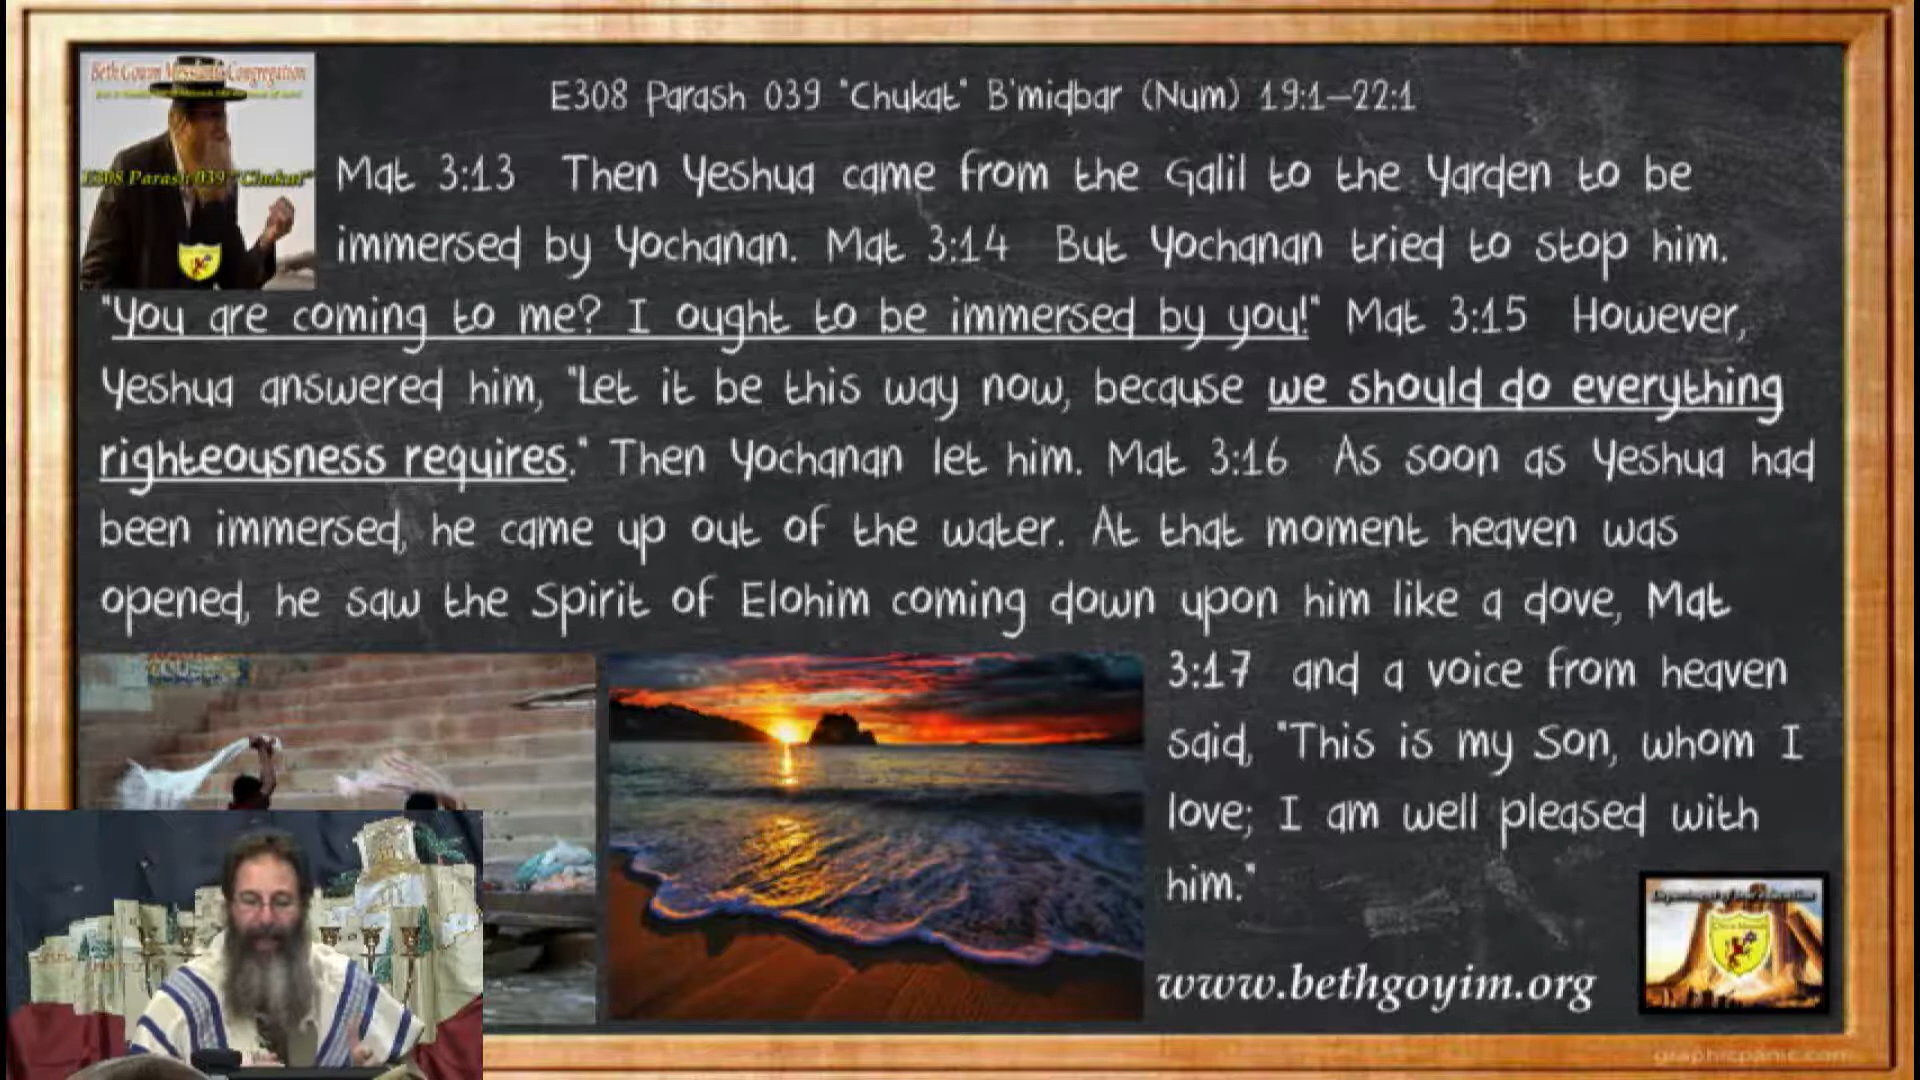 Beth Goyim Messianic Congregation
E308 Parash 039 "Chukat"
E308 Parash 039 "Chukat" B'midbar (Num) 19:1–22:1
Mat 3:13 Then Yeshua came from the Galil to the Yarden to be
immersed by Yochanan. Mat 3:14 But Yochanan tried to stop him.
"You are coming to me? I ought to be immersed by you!" Mat 3:15 However,
Yeshua answered him, "Let it be this way now, because we should do everything
righteousness requires." Then Yochanan let him. Mat 3:16 As soon as Yeshua had
been immersed, he came up out of the water. At that moment heaven was
opened, he saw the Spirit of Elohim coming down upon him like a dove, Mat
3:17 and a voice from heaven
said, "This is my Son, whom I
love; I am well pleased with
him."
www.bethgoyim.org
graphicpanic.com